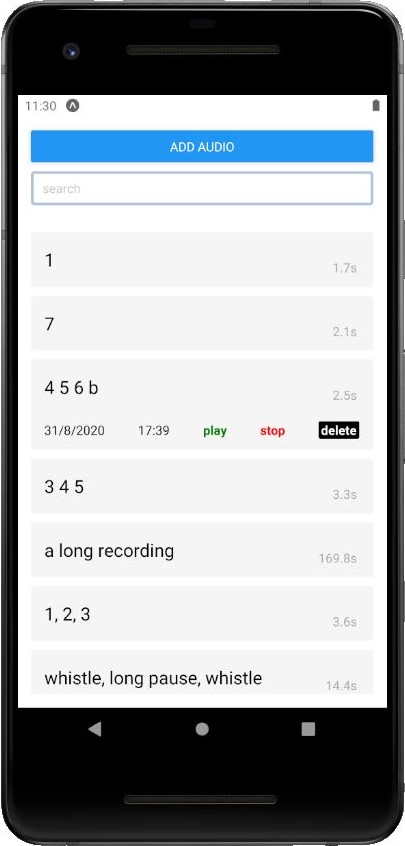 11:30
ADD AUDIO
search
1
1.7s
7
2.1s
4 5 6 b
2.5s
31/8/2020 17:39 play stop delete
3 4 5
3.3s
a long recording
169.8s
1, 2, 3
3.6s
whistle, long pause, whistle
14.4s